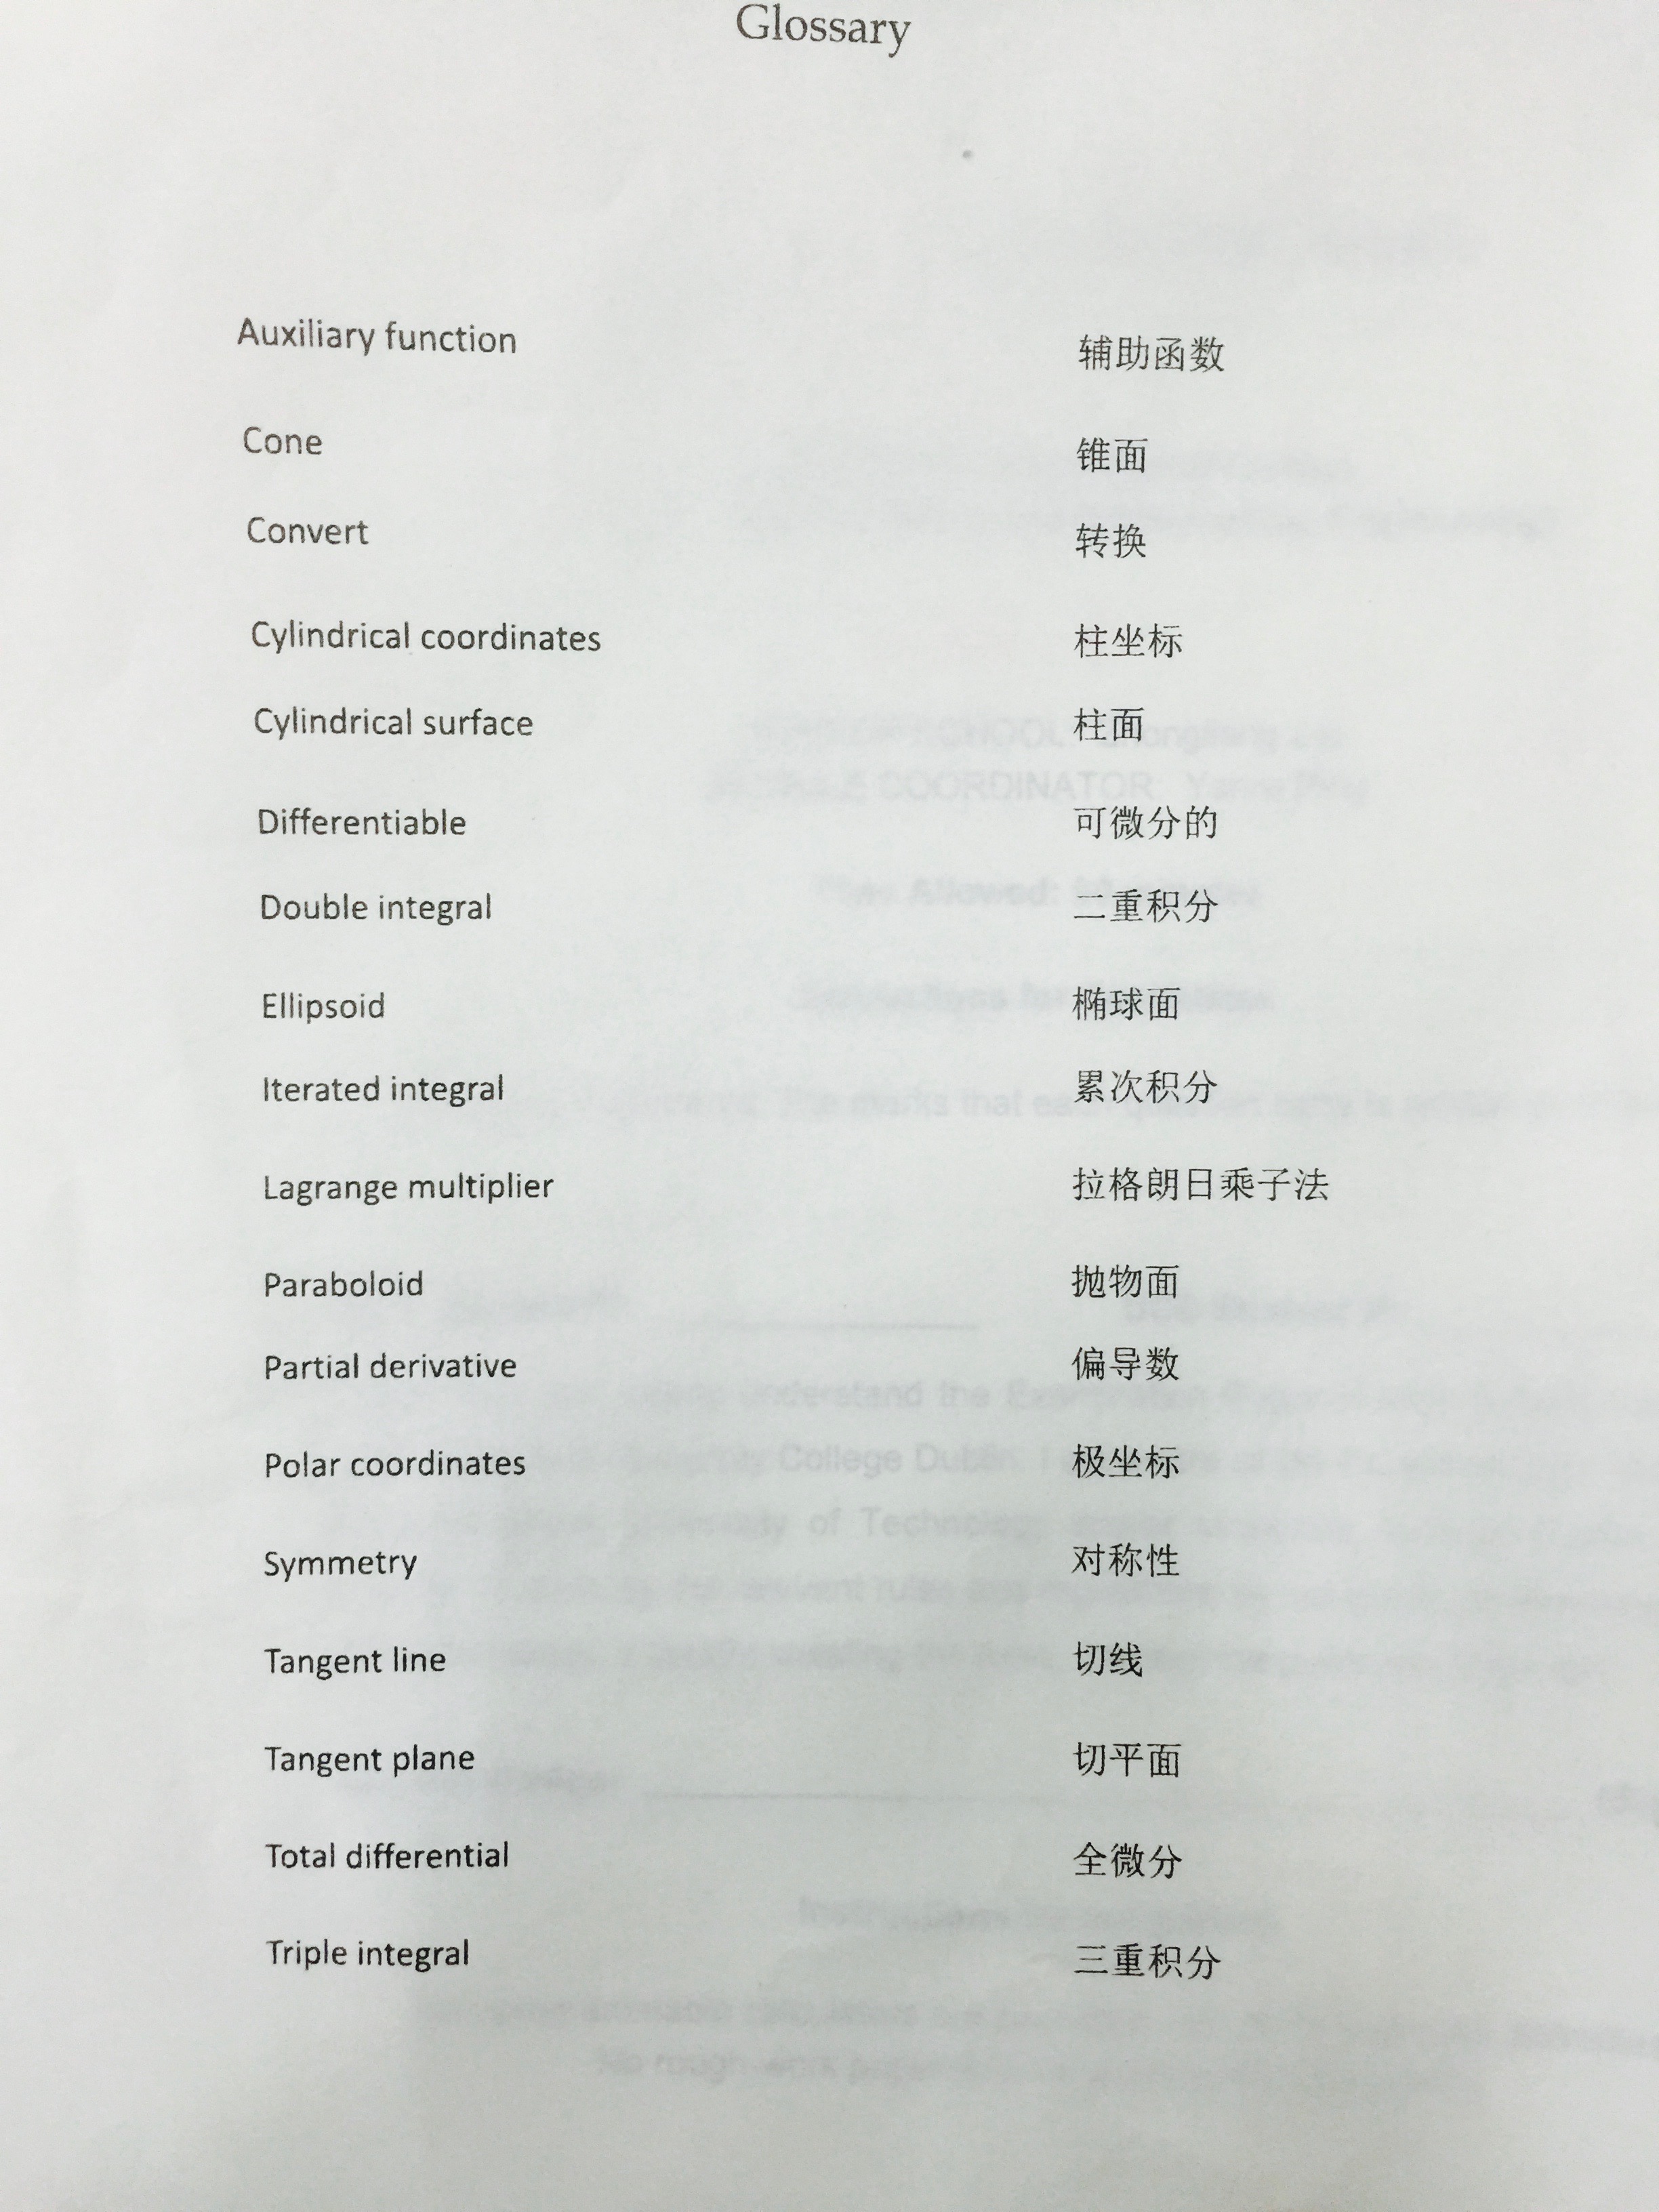 Glossary
Auxiliary function 辅助函数
Cone 锥面
Convert 转换
Cylindrical coordinates 柱坐标
Cylindrical surface 柱面
Differentiable 可微分的
Double integral 二重积分
Ellipsoid 椭球面
Iterated integral 累次积分
Lagrange multiplier 拉格朗日乘子法
Paraboloid 抛物面
Partial derivative 偏导数
Polar coordinates 极坐标
Symmetry 对称性
Tangent line 切线
Tangent plane 切平面
Total differential 全微分
Triple integral 三重积分